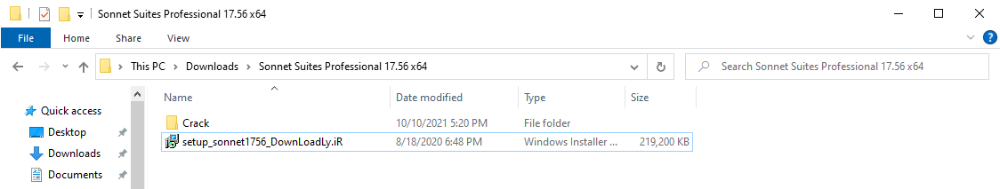 Sonnet Suites Professional 17.56 x64
File Home Share View
This PC Downloads Sonnet Suites Professional 17.56 x64 Search Sonnet Suites Professional 17.56 x64
Name Date modified Type Size
Quick access
Crack 10/10/2021 5:20 PM File folder
Desktop
setup_sonnet1756_DownLoadLy.iR 8/18/2020 6:48 PM Windows Installer ... 219,200 KB
Downloads
Documents